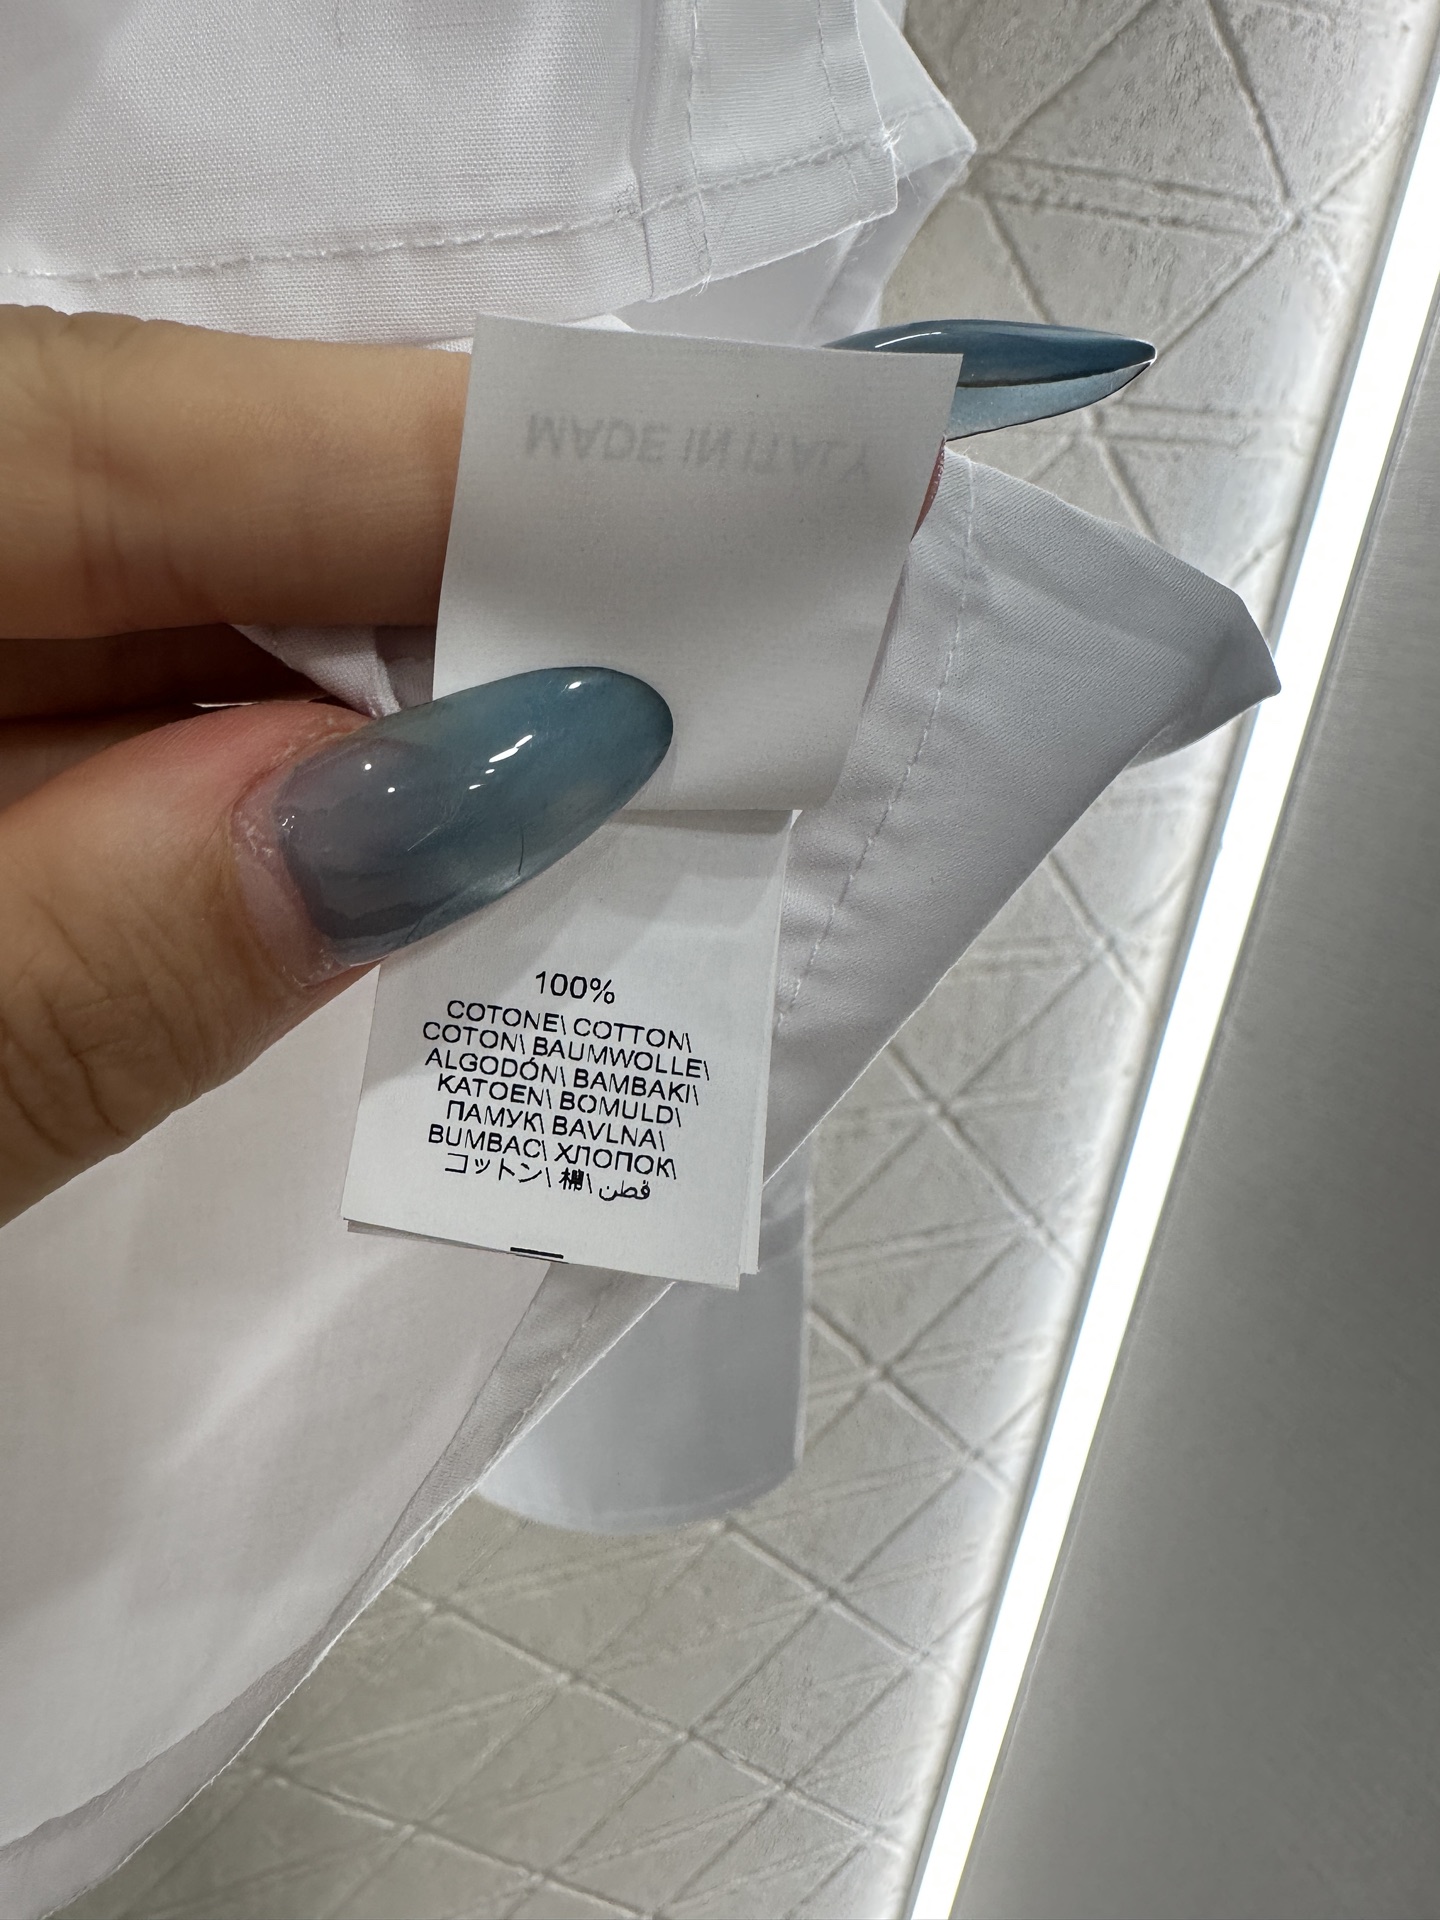 MADE IN ITALY
100%
COTONE\ COTTON\
COTON\ BAUMWOLLE\
ALGODÓN\ BAMBAKI\
KATOEN\ BOMULD\
ПАМУК\ BAVLNA\
BUMBAC\ ХЛОПОК\
コットン\ 棉\ قطن